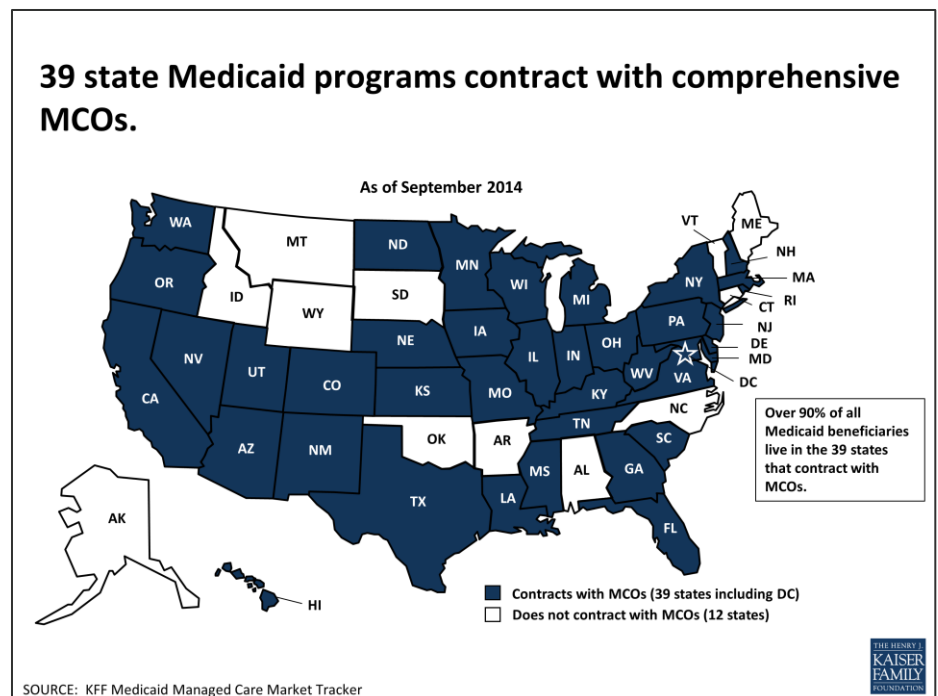 39 state Medicaid programs contract with comprehensive
MCOs.
As of September 2014
WA
MT
ND
MN
VT
ME
NH
MA
RI
CT
NJ
DE
MD
DC
OR
ID
WY
SD
WI
MI
NY
PA
NV
UT
CO
NE
IA
IL
IN
OH
WV
VA
CA
KS
MO
KY
AZ
NM
OK
AR
TN
NC
SC
TX
LA
MS
AL
GA
FL
AK
HI
Over 90% of all
Medicaid beneficiaries
live in the 39 states
that contract with
MCOs.
Contracts with MCOs (39 states including DC)
Does not contract with MCOs (12 states)
SOURCE: KFF Medicaid Managed Care Market Tracker
THE HENRY J.
KAISER
FAMILY
FOUNDATION